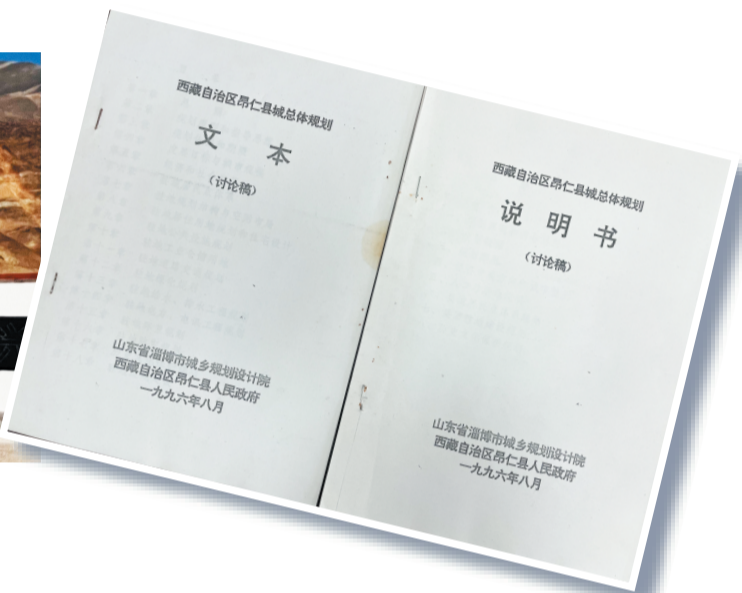 西藏自治区昂仁县城总体规划
文 本
（讨论稿）
山东省淄博市城乡规划设计院
西藏自治区昂仁县人民政府
一九九六年八月
西藏自治区昂仁县城总体规划
说 明 书
（讨论稿）
山东省淄博市城乡规划设计院
西藏自治区昂仁县人民政府
一九九六年八月